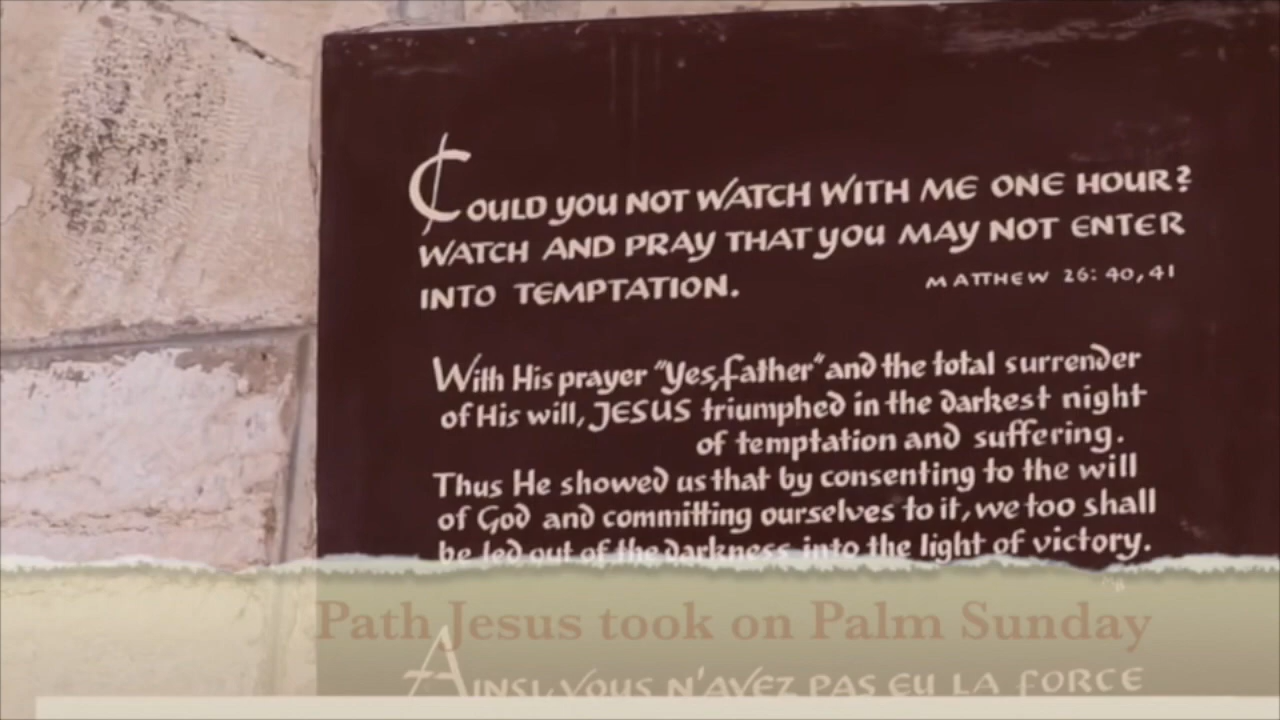 COULD YOU NOT WATCH WITH ME ONE HOUR?
WATCH AND PRAY THAT YOU MAY NOT ENTER
INTO TEMPTATION.
MATTHEW 26: 40,41
With His prayer "Yes, Father" and the total surrender
of His will, JESUS triumphed in the darkest night
of temptation and suffering.
Thus He showed us that by consenting to the will
of God and committing ourselves to it, we too shall
be led out of the darkness into the light of victory.
Path Jesus took on Palm Sunday
AINSI, VOUS N'AVEZ PAS EU LA FORCE